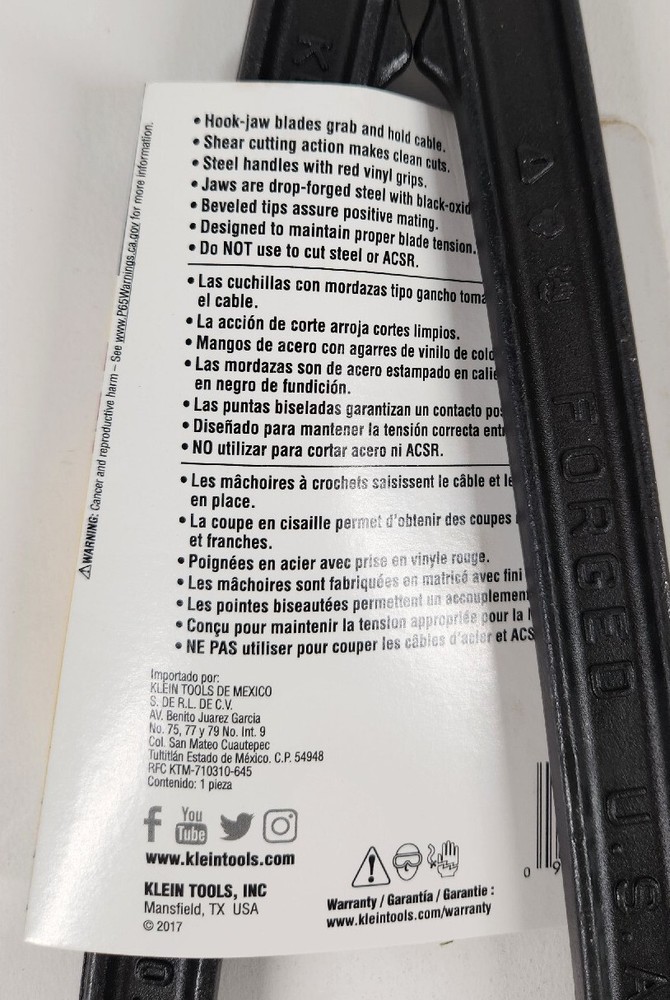 • Hook-jaw blades grab and hold cable.
• Shear cutting action makes clean cuts.
• Steel handles with red vinyl grips.
• Jaws are drop-forged steel with black-oxid
• Beveled tips assure positive mating.
• Designed to maintain proper blade tension.
• Do NOT use to cut steel or ACSR.
• Las cuchillas con mordazas tipo gancho toma
el cable.
• La acción de corte arroja cortes limpios.
• Mangos de acero con agarres de vinilo de colo
• Las mordazas son de acero estampado en calie
en negro de fundición.
• Las puntas biseladas garantizan un contacto pos
• Diseñado para mantener la tensión correcta entr
• NO utilizar para cortar acero ni ACSR.
• Les mâchoires à crochets saisissent le câble et le
en place.
• La coupe en cisaille permet d'obtenir des coupes
et franches.
• Poignées en acier avec prise en vinyle rouge.
• Les mâchoires sont fabriquées en matricé avec fini
• Les pointes biseautées permettent un accouplement
• Conçu pour maintenir la tension appropriée pour la l
• NE PAS utiliser pour couper les câbles d'acier et ACS
⚠WARNING: Cancer and reproductive harm – See www.P65Warnings.ca.gov for more information.
Importado por:
KLEIN TOOLS DE MEXICO
S. DE R.L. DE C.V.
AV. Benito Juarez Garcia
No. 75, 77 y 79 No. Int. 9
Col. San Mateo Cuautepec
Tultitlán Estado de México. C.P. 54948
RFC KTM-710310-645
Contenido: 1 pieza
You
Tube
www.kleintools.com
KLEIN TOOLS, INC
Mansfield, TX USA
© 2017
Warranty / Garantía / Garantie :
www.kleintools.com/warranty
0 9
K
FORGED U.S.A